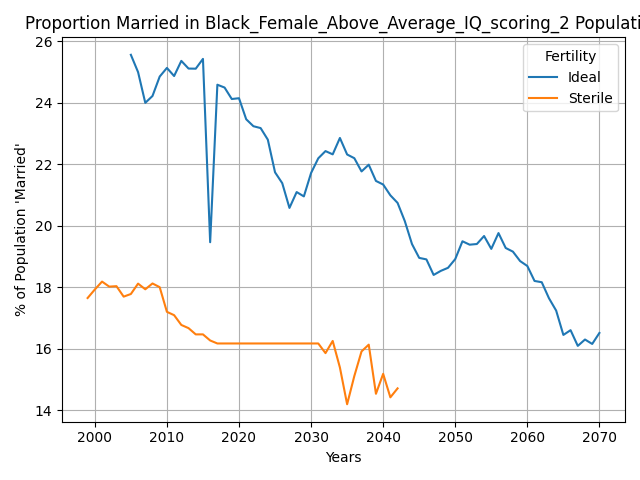 Proportion Married in Black_Female_Above_Average_IQ_scoring_2 Populati
26
24
22
20
18
16
14
% of Population 'Married'
Fertility
Ideal
Sterile
2000 2010 2020 2030 2040 2050 2060 2070
Years